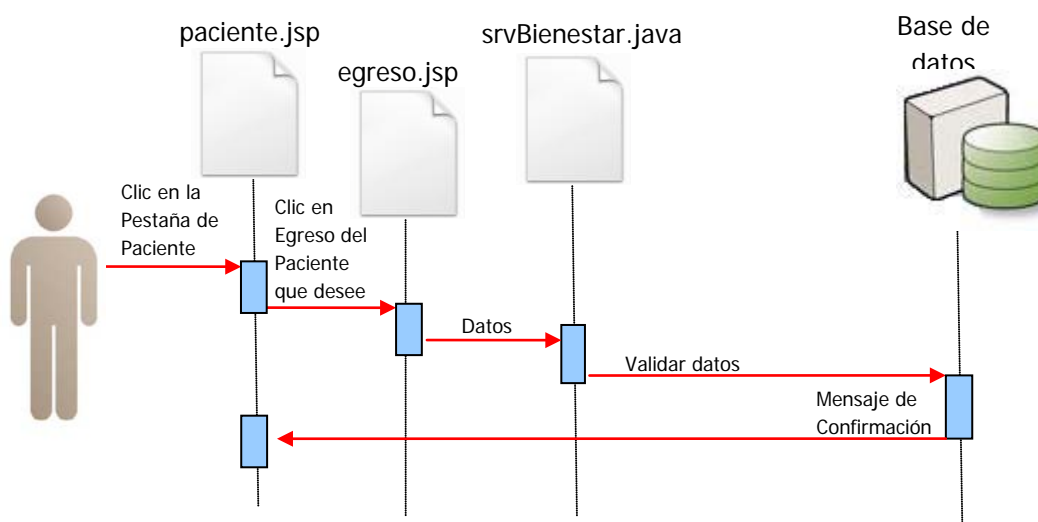 paciente.jsp
egreso.jsp
srvBienestar.java
Base de
datos
Clic en la
Pestaña de
Paciente
Clic en
Egreso del
Paciente
que desee
Datos
Validar datos
Mensaje de
Confirmación